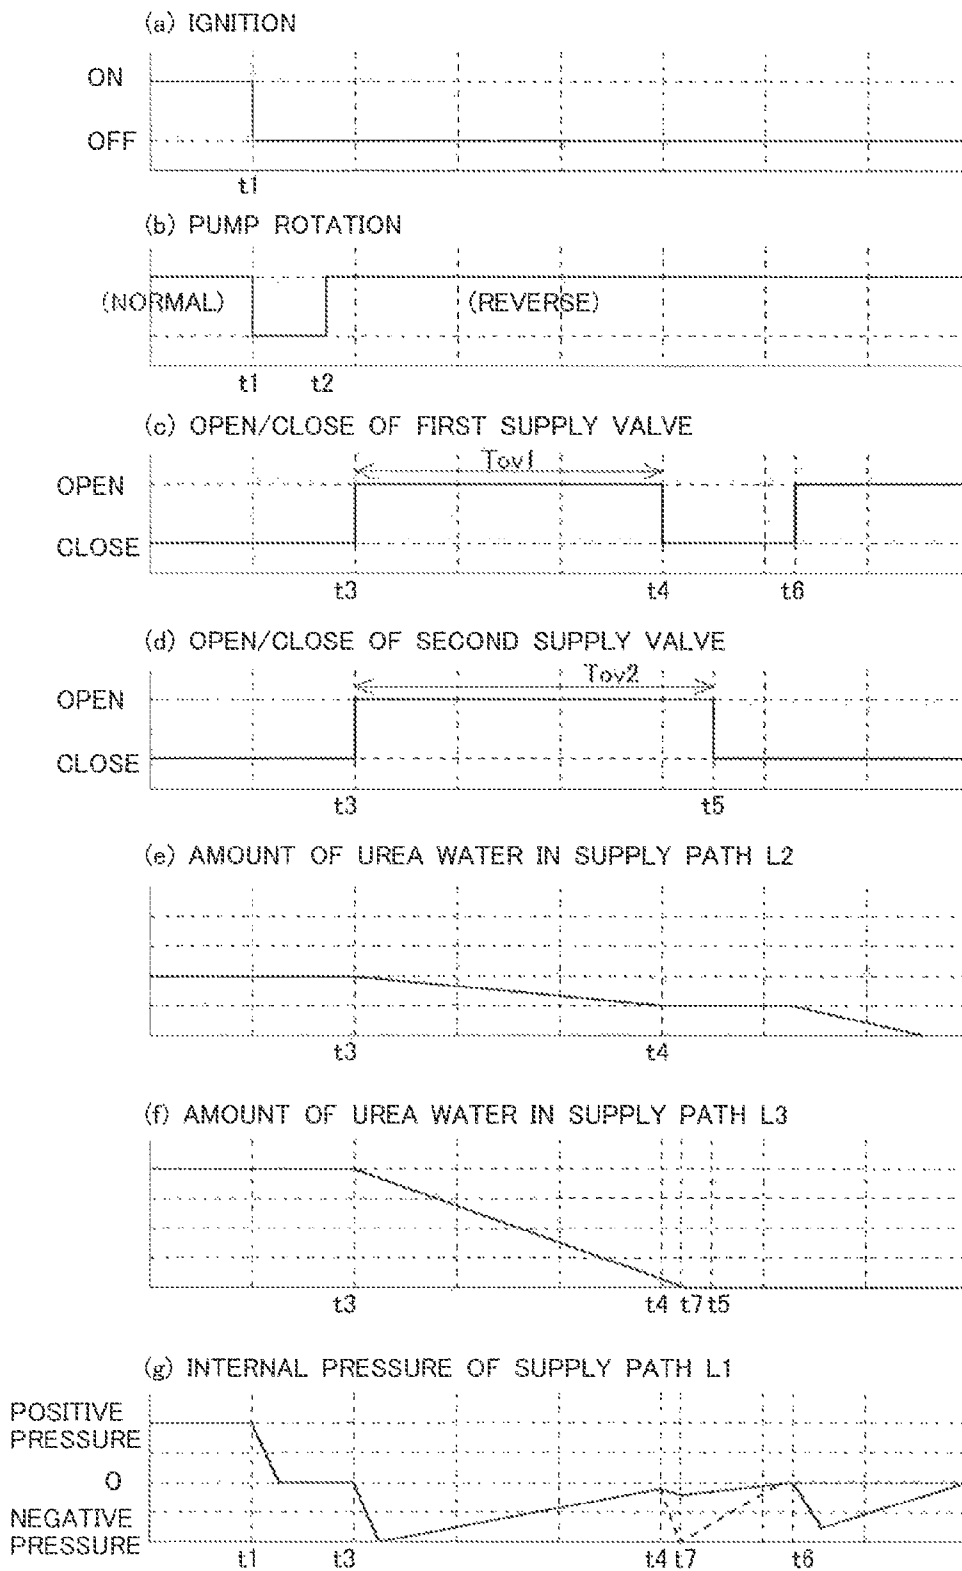 (a) IGNITION
ON
OFF
t1
(b) PUMP ROTATION
(NORMAL) (REVERSE)
t1 t2
(c) OPEN/CLOSE OF FIRST SUPPLY VALVE
Tov1
OPEN
CLOSE
t3 t4 t6
(d) OPEN/CLOSE OF SECOND SUPPLY VALVE
Tov2
OPEN
CLOSE
t3 t5
(e) AMOUNT OF UREA WATER IN SUPPLY PATH L2
t3 t4
(f) AMOUNT OF UREA WATER IN SUPPLY PATH L3
t3 t4 t7 t5
(g) INTERNAL PRESSURE OF SUPPLY PATH L1
POSITIVE
PRESSURE
0
NEGATIVE
PRESSURE
t1 t3 t4 t7 t6